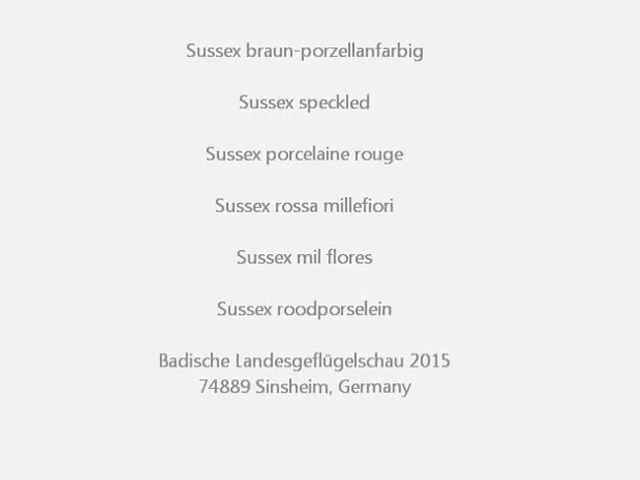 Sussex braun-porzellanfarbig
Sussex speckled
Sussex porcelaine rouge
Sussex rossa millefiori
Sussex mil flores
Sussex roodporselein
Badische Landesgeflügelschau 2015
74889 Sinsheim, Germany